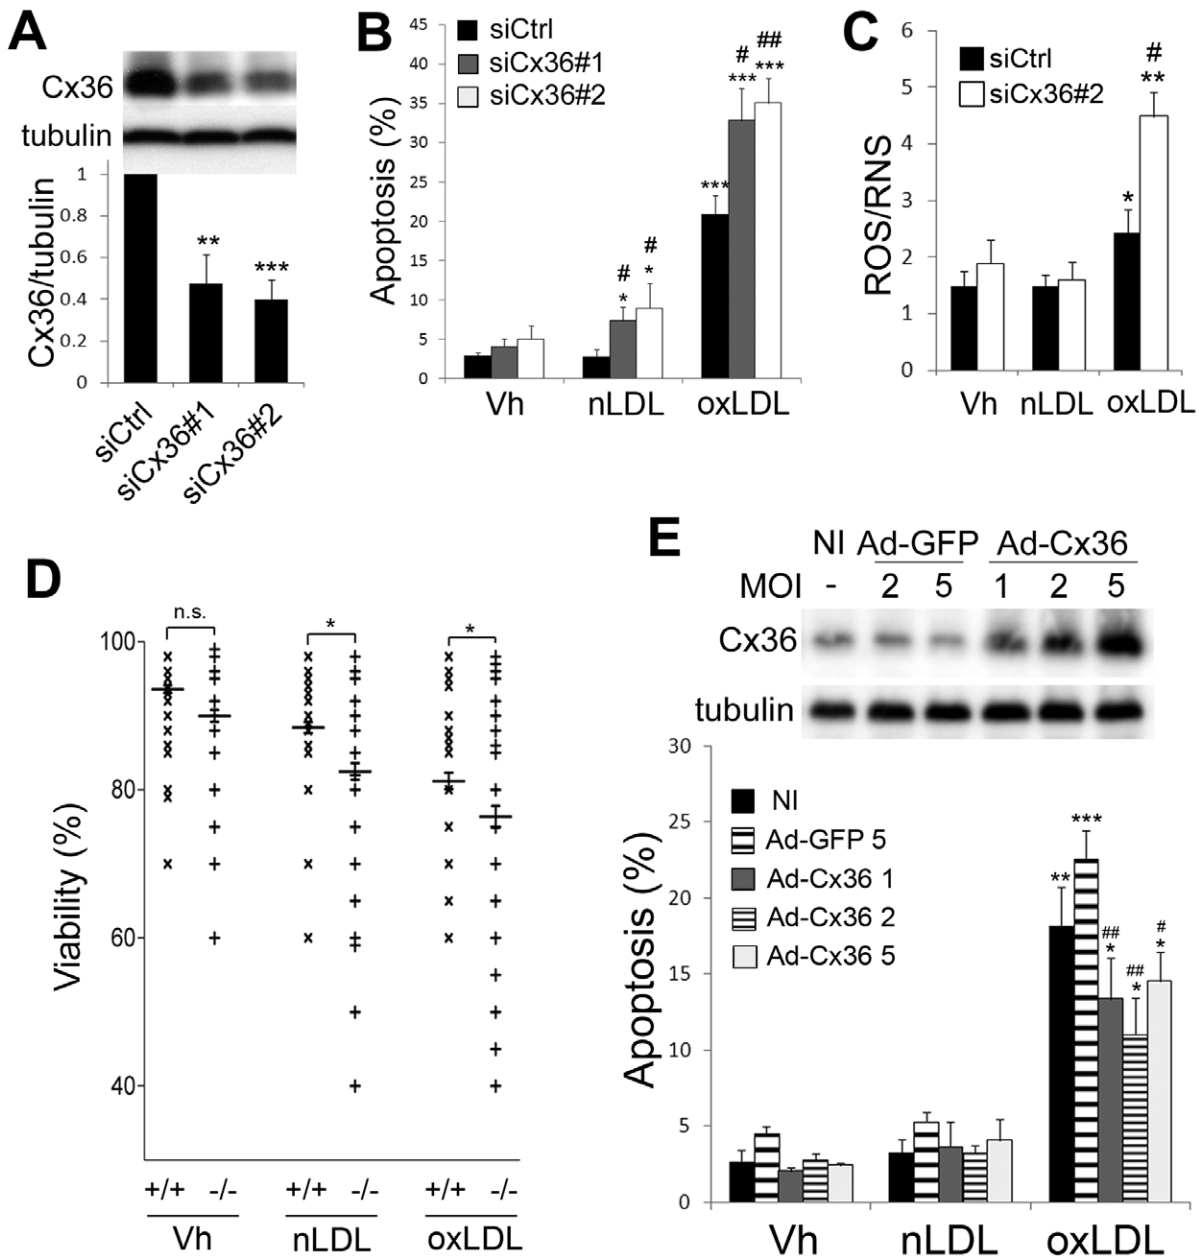 A
Cx36
tubulin
Cx36/tubulin
1
0.8
0.6
0.4
0.2
0
**
***
siCtrl
siCx36#1
siCx36#2
B
siCtrl
siCx36#1
siCx36#2
Apoptosis (%)
45
40
35
30
25
20
15
10
5
0
# ##
*** ***
***
# #
* *
Vh nLDL oxLDL
C
siCtrl
siCx36#2
ROS/RNS
6
5
4
3
2
1
0
#
**
*
Vh nLDL oxLDL
D
Viability (%)
n.s. * *
100
80
60
40
+/+ -/- +/+ -/- +/+ -/-
Vh nLDL oxLDL
E
NI Ad-GFP Ad-Cx36
MOI - 2 5 1 2 5
Cx36
tubulin
Apoptosis (%)
30
25
20
15
10
5
0
NI
Ad-GFP 5
Ad-Cx36 1
Ad-Cx36 2
Ad-Cx36 5
***
**
## #
* *
##
*
Vh nLDL oxLDL